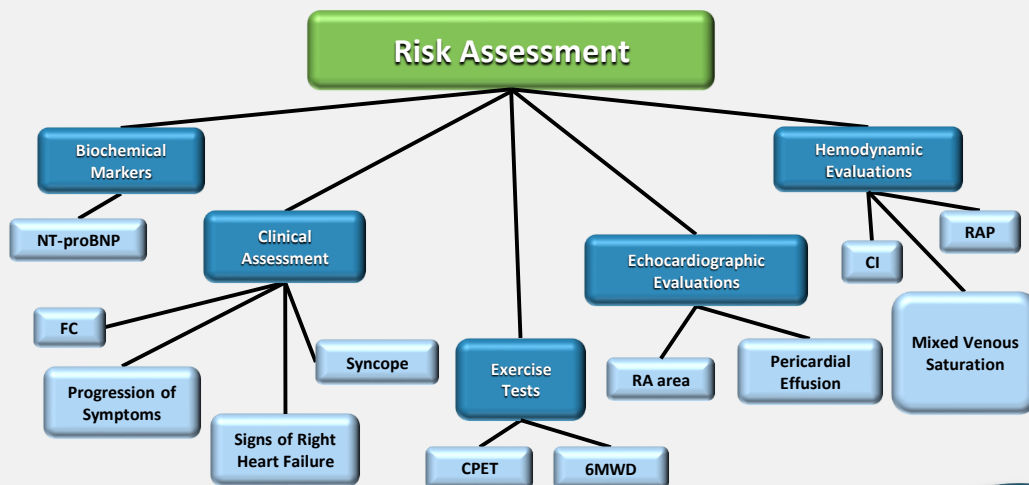 Risk Assessment
Biochemical
Markers
NT-proBNP
Clinical
Assessment
FC
Progression of
Symptoms
Signs of Right
Heart Failure
Syncope
Exercise
Tests
CPET
6MWD
Echocardiographic
Evaluations
RA area
Pericardial
Effusion
Hemodynamic
Evaluations
CI
Mixed Venous
Saturation
RAP